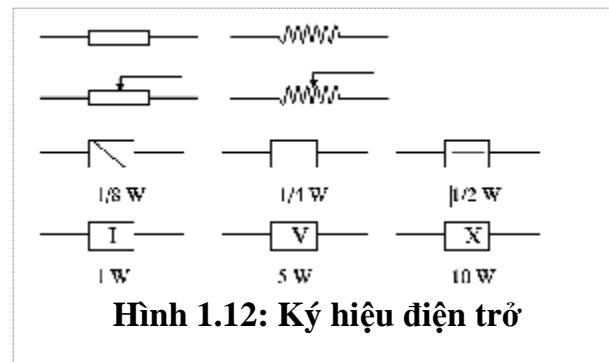 1/8 W 1/4 W 1/2 W
I V X
1 W 5 W 10 W
Hình 1.12: Ký hiệu điện trở